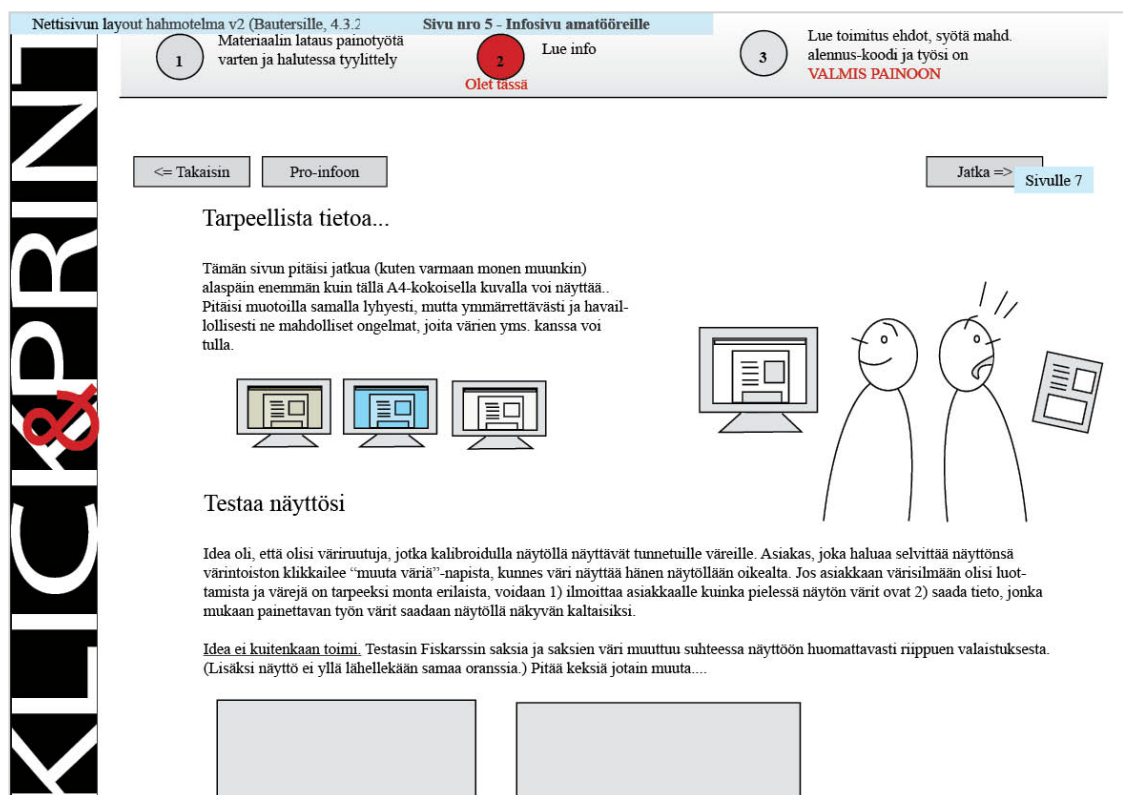 Nettisivun layout hahmotelma v2 (Bautersille, 4.3.2
Sivu nro 5 - Infosivu amatööreille
1
Materiaalin lataus painotyötä
varten ja halutessa tyylittely
2
Olet tässä
Lue info
3
Lue toimitus ehdot, syötä mahd.
alennus-koodi ja työsi on
VALMIS PAINOON
KLICK&PRINT
<= Takaisin
Pro-infoon
Jatka =>
Sivulle 7
Tarpeellista tietoa...
Tämän sivun pitäisi jatkua (kuten varmaan monen muunkin)
alaspäin enemmän kuin tällä A4-kokoisella kuvalla voi näyttää..
Pitäisi muotoilla samalla lyhyesti, mutta ymmärrettävästi ja havail-
lollisesti ne mahdolliset ongelmat, joita värien yms. kanssa voi
tulla.
Testaa näyttösi
Idea oli, että olisi väriruutuja, jotka kalibroidulla näytöllä näyttävät tunnetuille väreille. Asiakas, joka haluaa selvittää näyttönsä
värintoiston klikkailee “muuta väriä”-napista, kunnes väri näyttää hänen näytöllään oikealta. Jos asiakkaan värisilmään olisi luot-
tamista ja värejä on tarpeeksi monta erilaista, voidaan 1) ilmoittaa asiakkaalle kuinka pielessä näytön värit ovat 2) saada tieto, jonka
mukaan painettavan työn värit saadaan näytöllä näkyvän kaltaisiksi.
Idea ei kuitenkaan toimi. Testasin Fiskarssin saksia ja saksien väri muuttuu suhteessa näyttöön huomattavasti riippuen valaistuksesta.
(Lisäksi näyttö ei yllä lähellekään samaa oranssia.) Pitää keksiä jotain muuta....